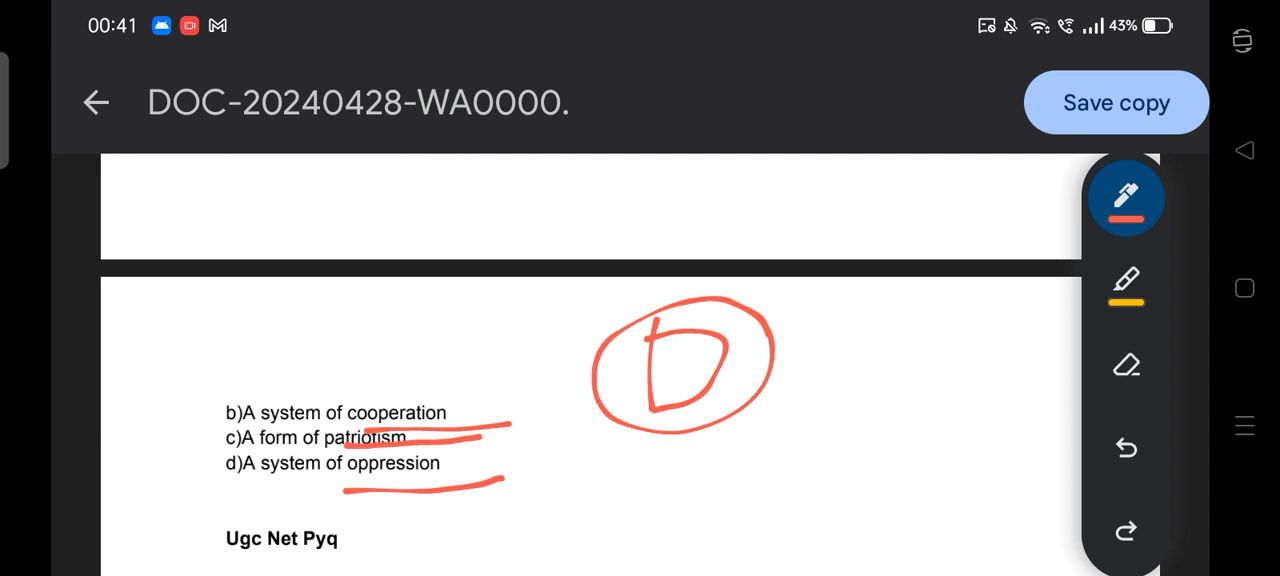 00:41
43%
DOC-20240428-WA0000.
Save copy
D
b)A system of cooperation
c)A form of patriotism
d)A system of oppression
Ugc Net Pyq